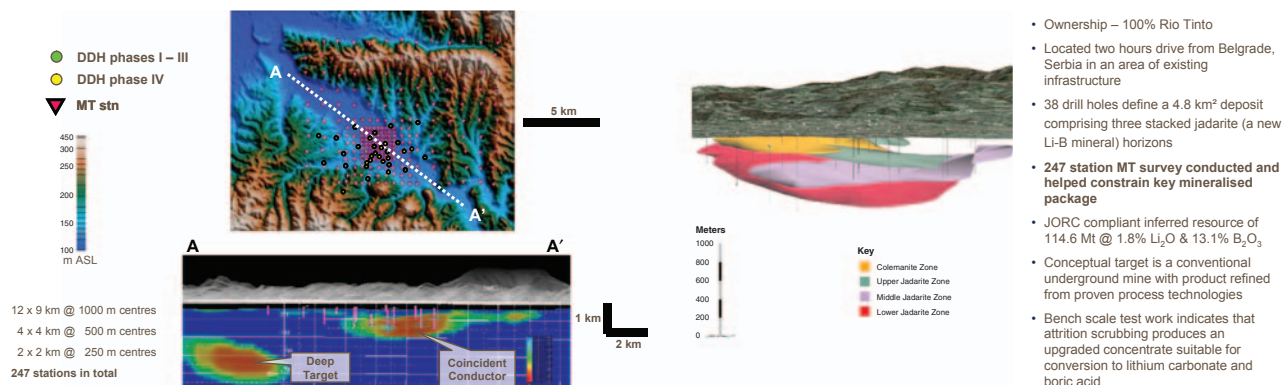 DDH phases I – III
DDH phase IV
MT stn
450
300
250
200
150
100
m ASL
A
A'
5 km
A
A'
12 x 9 km @ 1000 m centres
4 x 4 km @ 500 m centres
2 x 2 km @ 250 m centres
247 stations in total
Deep
Target
Coincident
Conductor
1 km
2 km
Meters
1000
800
600
400
200
0
Key
Colemanite Zone
Upper Jadarite Zone
Middle Jadarite Zone
Lower Jadarite Zone
• Ownership – 100% Rio Tinto
• Located two hours drive from Belgrade,
Serbia in an area of existing
infrastructure
• 38 drill holes define a 4.8 km² deposit
comprising three stacked jadarite (a new
Li-B mineral) horizons
• 247 station MT survey conducted and
helped constrain key mineralised
package
• JORC compliant inferred resource of
114.6 Mt @ 1.8% Li₂O & 13.1% B₂O₃
• Conceptual target is a conventional
underground mine with product refined
from proven process technologies
• Bench scale test work indicates that
attrition scrubbing produces an
upgraded concentrate suitable for
conversion to lithium carbonate and
boric acid